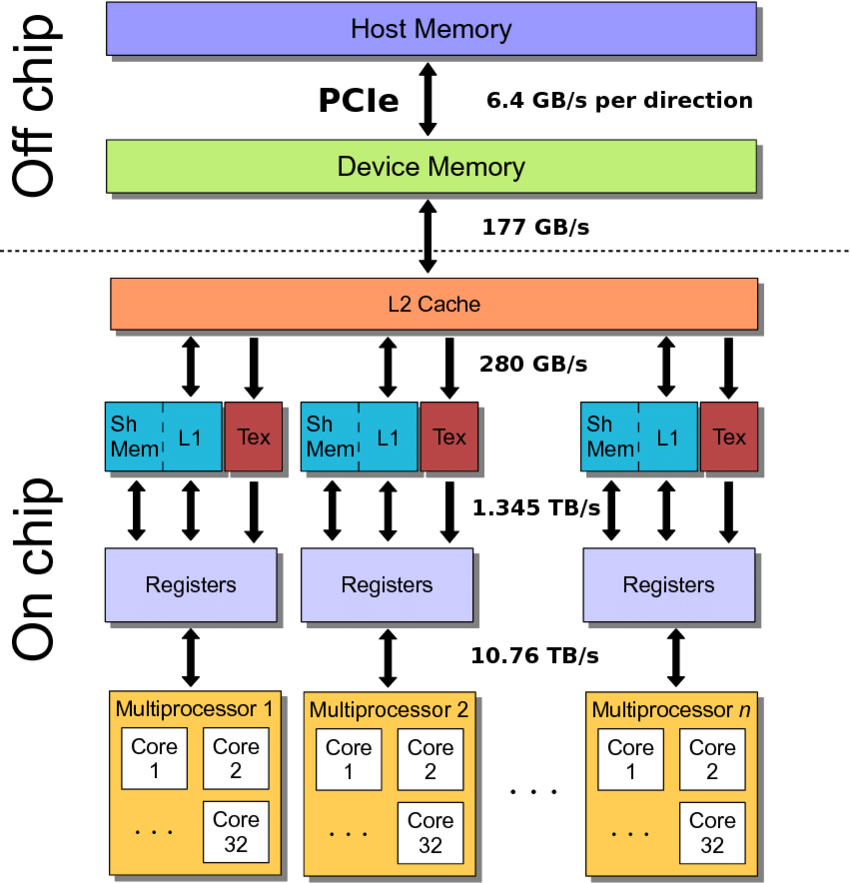 Off chip
Host Memory
PCIe
6.4 GB/s per direction
Device Memory
177 GB/s
On chip
L2 Cache
280 GB/s
Sh
Mem
L1
Tex
Sh
Mem
L1
Tex
Sh
Mem
L1
Tex
1.345 TB/s
Registers
Registers
Registers
10.76 TB/s
Multiprocessor 1
Core
1
Core
2
. . .
Core
32
Multiprocessor 2
Core
1
Core
2
. . .
Core
32
. . .
Multiprocessor n
Core
1
Core
2
. . .
Core
32